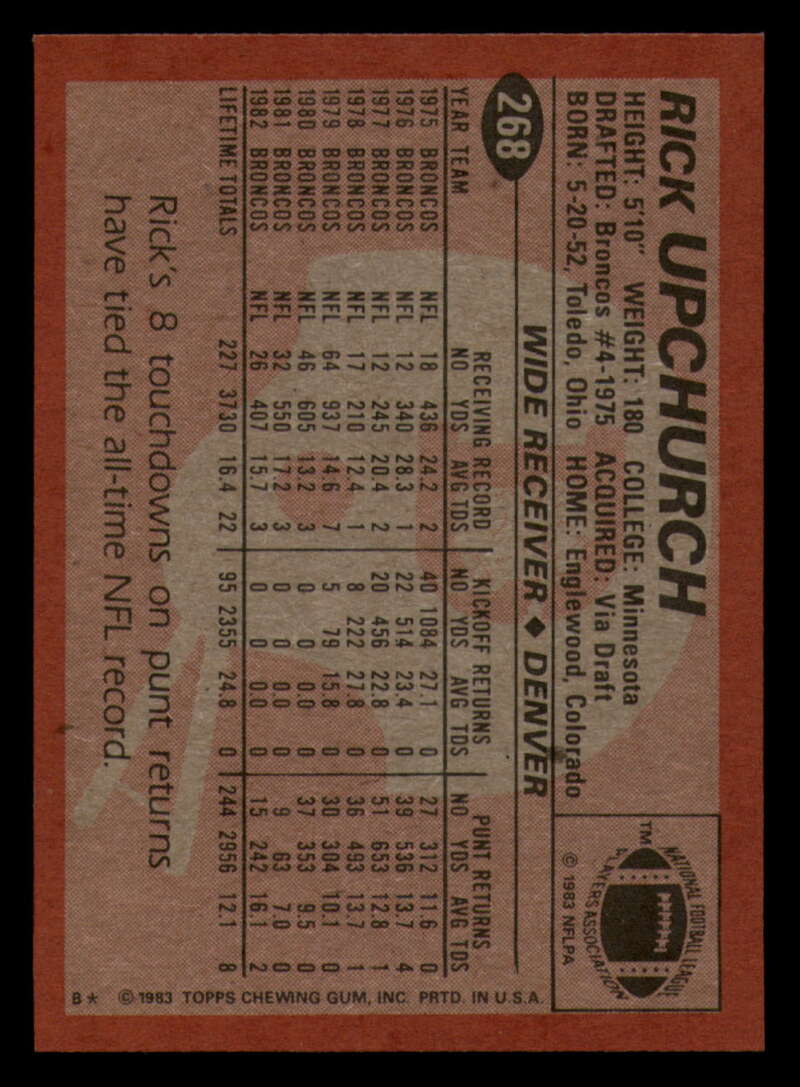 RICK UPCHURCH
HEIGHT: 5'10" WEIGHT: 180 COLLEGE: Minnesota
DRAFTED: Broncos #4-1975 ACQUIRED: Via Draft
BORN: 5-20-52, Toledo, Ohio HOME: Englewood, Colorado
268
WIDE RECEIVER ◆ DENVER
NATIONAL FOOTBALL LEAGUE
PLAYERS ASSOCIATION
TM
© 1983 NFLPA
RECEIVING RECORD KICKOFF RETURNS PUNT RETURNS
YEAR TEAM NO YDS AVG TDS NO YDS AVG TDS NO YDS AVG TDS
1975 BRONCOS NFL 18 436 24.2 2 40 1084 27.1 0 27 312 11.6 0
1976 BRONCOS NFL 12 340 28.3 1 22 514 23.4 0 39 536 13.7 4
1977 BRONCOS NFL 12 245 20.4 2 20 456 22.8 0 51 653 12.8 1
1978 BRONCOS NFL 17 210 12.4 1 8 222 27.8 0 36 493 13.7 1
1979 BRONCOS NFL 64 937 14.6 7 5 79 15.8 0 30 304 10.1 0
1980 BRONCOS NFL 46 605 13.2 3 0 0 0.0 0 37 353 9.5 0
1981 BRONCOS NFL 32 550 17.2 3 0 0 0.0 0 9 63 7.0 0
1982 BRONCOS NFL 26 407 15.7 3 0 0 0.0 0 15 242 16.1 2
LIFETIME TOTALS 227 3730 16.4 22 95 2355 24.8 0 244 2956 12.1 8
Rick's 8 touchdowns on punt returns
have tied the all-time NFL record.
B* © 1983 TOPPS CHEWING GUM, INC. PRTD. IN U.S.A.